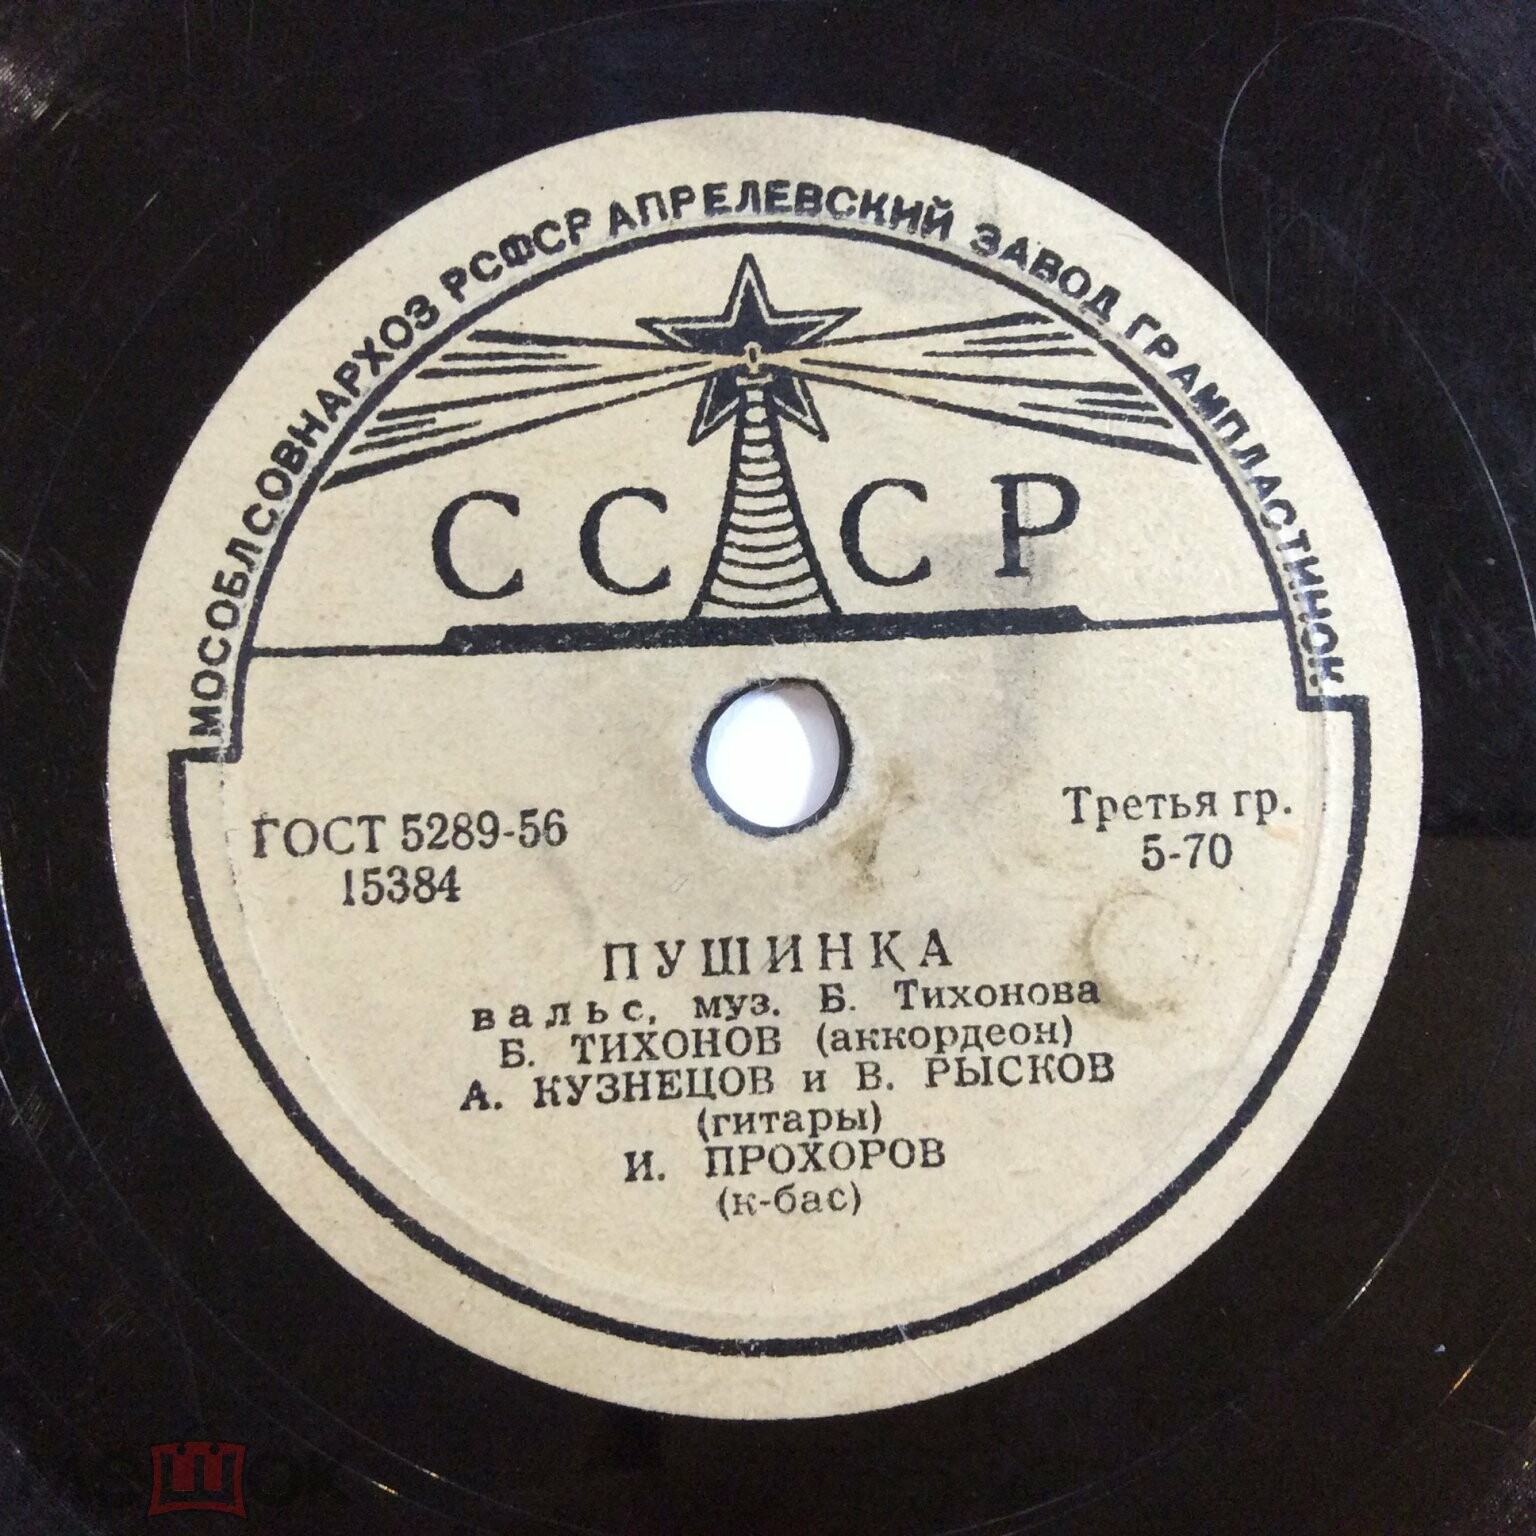 МОСОБЛСОВНАРХОЗ РСФСР АПРЕЛЕВСКИЙ ЗАВОД ГРАМПЛАСТИНОК
СССР
ГОСТ 5289-56
15384
Третья гр.
5-70
ПУШИНКА
вальс, муз. Б. Тихонова
Б. ТИХОНОВ (аккордеон)
А. КУЗНЕЦОВ и В. РЫСКОВ
(гитары)
И. ПРОХОРОВ
(к-бас)